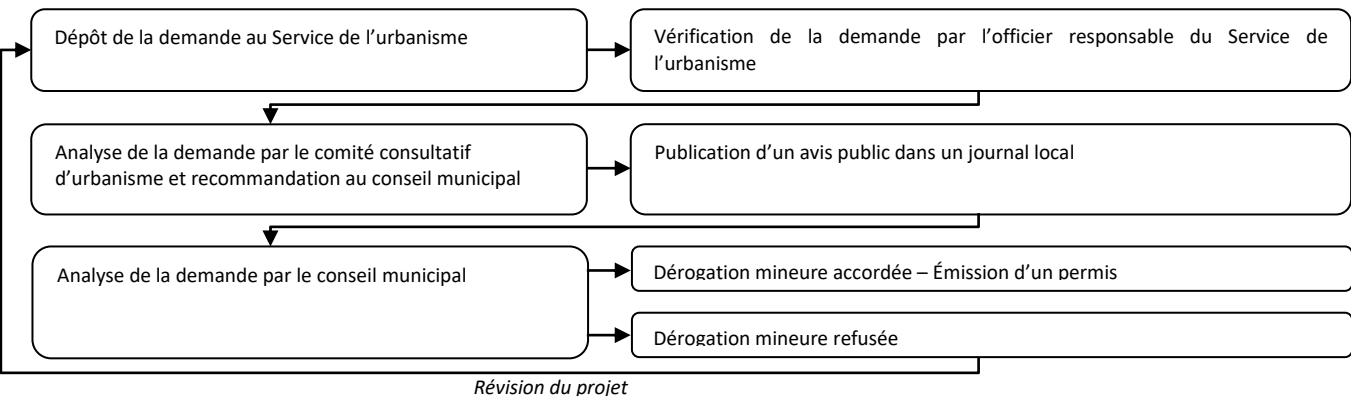 Dépôt de la demande au Service de l’urbanisme
Vérification de la demande par l’officier responsable du Service de
l’urbanisme
Analyse de la demande par le comité consultatif
d’urbanisme et recommandation au conseil municipal
Publication d’un avis public dans un journal local
Analyse de la demande par le conseil municipal
Dérogation mineure accordée – Émission d’un permis
Dérogation mineure refusée
Révision du projet